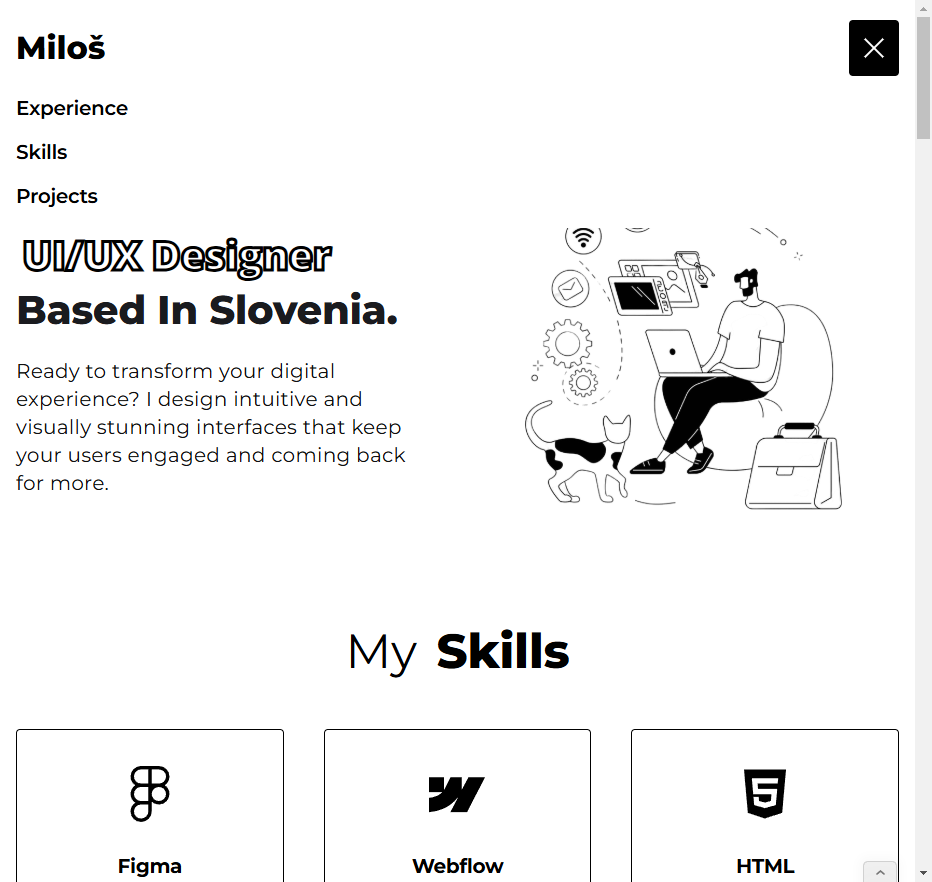 Miloš
Experience
Skills
Projects
UI/UX Designer
Based In Slovenia.
Ready to transform your digital
experience? I design intuitive and
visually stunning interfaces that keep
your users engaged and coming back
for more.
My Skills
Figma
Webflow
HTML